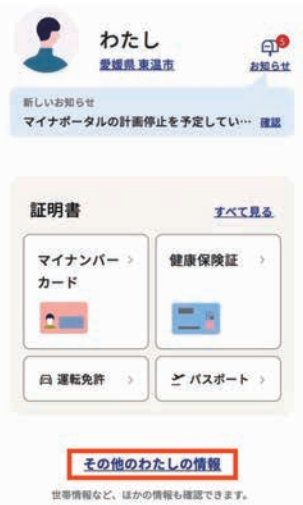 わたし
5
愛媛県 東温市
お知らせ
新しいお知らせ
マイナポータルの計画停止を予定してい… 確認
証明書
すべて見る
マイナンバー
カード
健康保険証
運転免許
パスポート
その他のわたしの情報
世帯情報など、ほかの情報も確認できます。